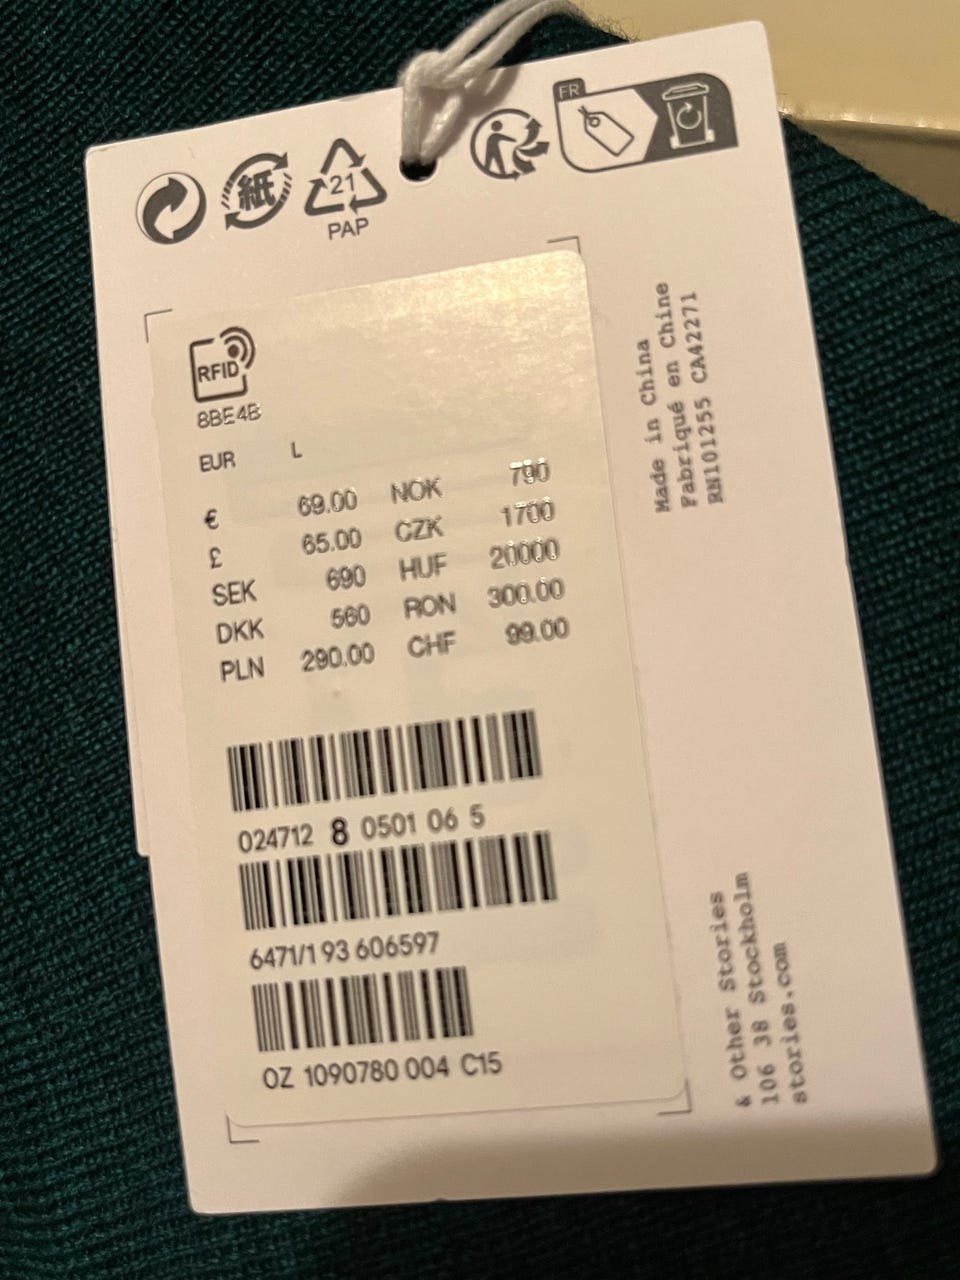 FR
紙
21
PAP
RFID
8BE4B
EUR L
€ 69.00 NOK 790
£ 65.00 CZK 1700
SEK 690 HUF 20000
DKK 560 RON 300.00
PLN 290.00 CHF 99.00
024712 8 0501 06 5
6471/1 93 606597
OZ 1090780 004 C15
Made in China
Fabriqué en Chine
RN101255 CA42271
& Other Stories
106 38 Stockholm
stories.com